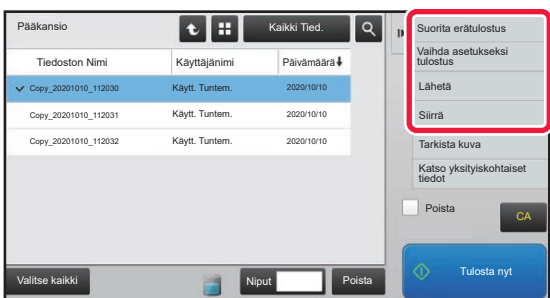 Pääkansio
Kaikki Tied.
Tiedoston Nimi Käyttäjänimi Päivämäärä
Copy_20201010_112030 Käytt. Tuntem. 2020/10/10
Copy_20201010_112031 Käytt. Tuntem. 2020/10/10
Copy_20201010_112032 Käytt. Tuntem. 2020/10/10
Suorita erätulostus
Vaihda asetukseksi
tulostus
Lähetä
Siirrä
Tarkista kuva
Katso yksityiskohtaiset
tiedot
Poista
CA
Valitse kaikki
Niput
Poista
Tulosta nyt